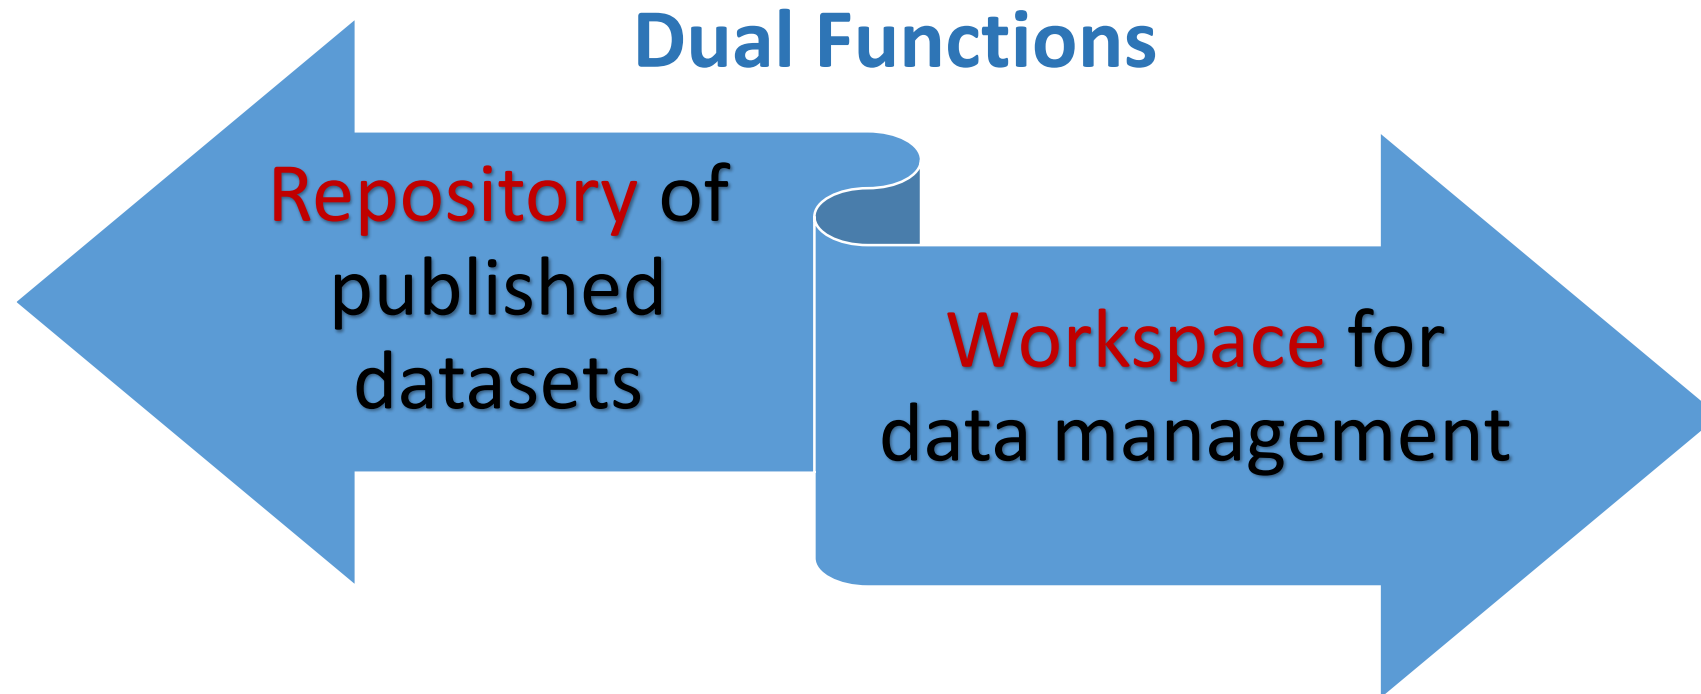 Dual Functions
Repository of
published
datasets
Workspace for
data management